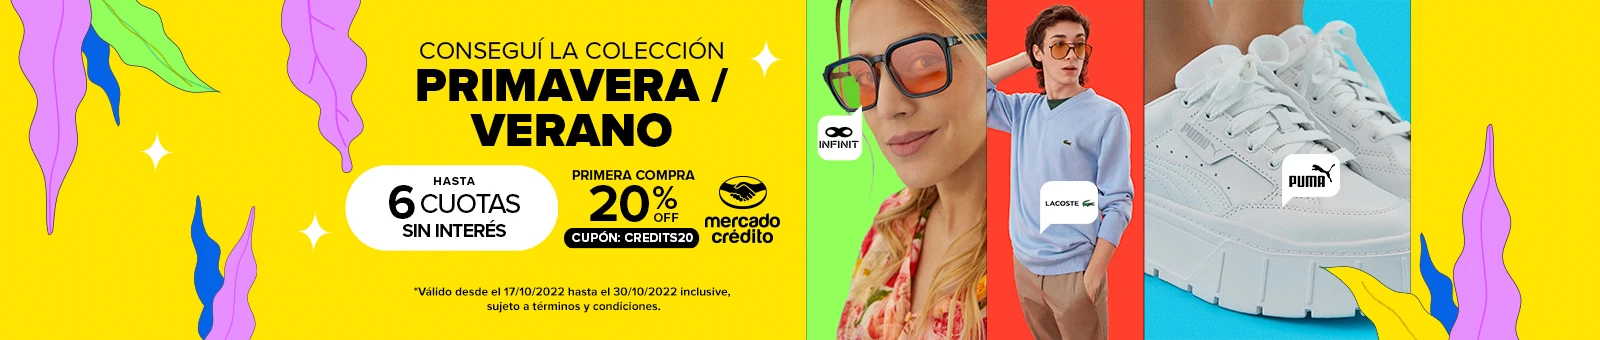 CONSEGUÍ LA COLECCIÓN
PRIMAVERA /
VERANO
HASTA
6 CUOTAS
SIN INTERÉS
PRIMERA COMPRA
20%
OFF
CUPÓN: CREDITS20
mercado
crédito
*Válido desde el 17/10/2022 hasta el 30/10/2022 inclusive,
sujeto a términos y condiciones.
INFINIT
LACOSTE
PUMA
PUMA